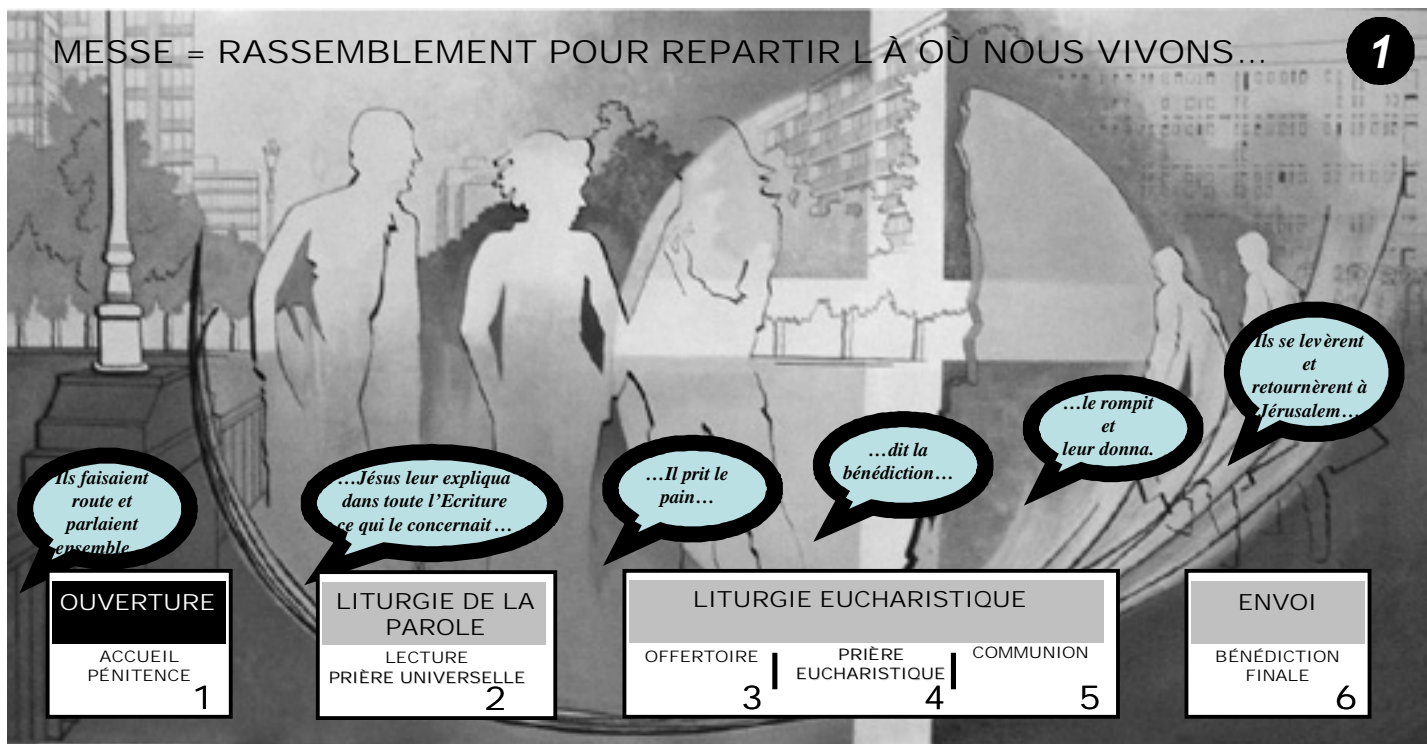 MESSE = RASSEMBLEMENT POUR REPARTIR L À OÙ NOUS VIVONS…
1
Ils faisaient
route et
parlaient
ensemble
…Jésus leur expliqua
dans toute l’Ecriture
ce qui le concernait…
…Il prit le
pain…
…dit la
bénédiction…
…le rompit
et
leur donna.
Ils se levèrent
et
retournèrent à
Jérusalem…
OUVERTURE
ACCUEIL
PÉNITENCE
1
LITURGIE DE LA
PAROLE
LECTURE
PRIÈRE UNIVERSELLE
2
LITURGIE EUCHARISTIQUE
OFFERTOIRE
3
PRIÈRE
EUCHARISTIQUE
4
COMMUNION
5
ENVOI
BÉNÉDICTION
FINALE
6